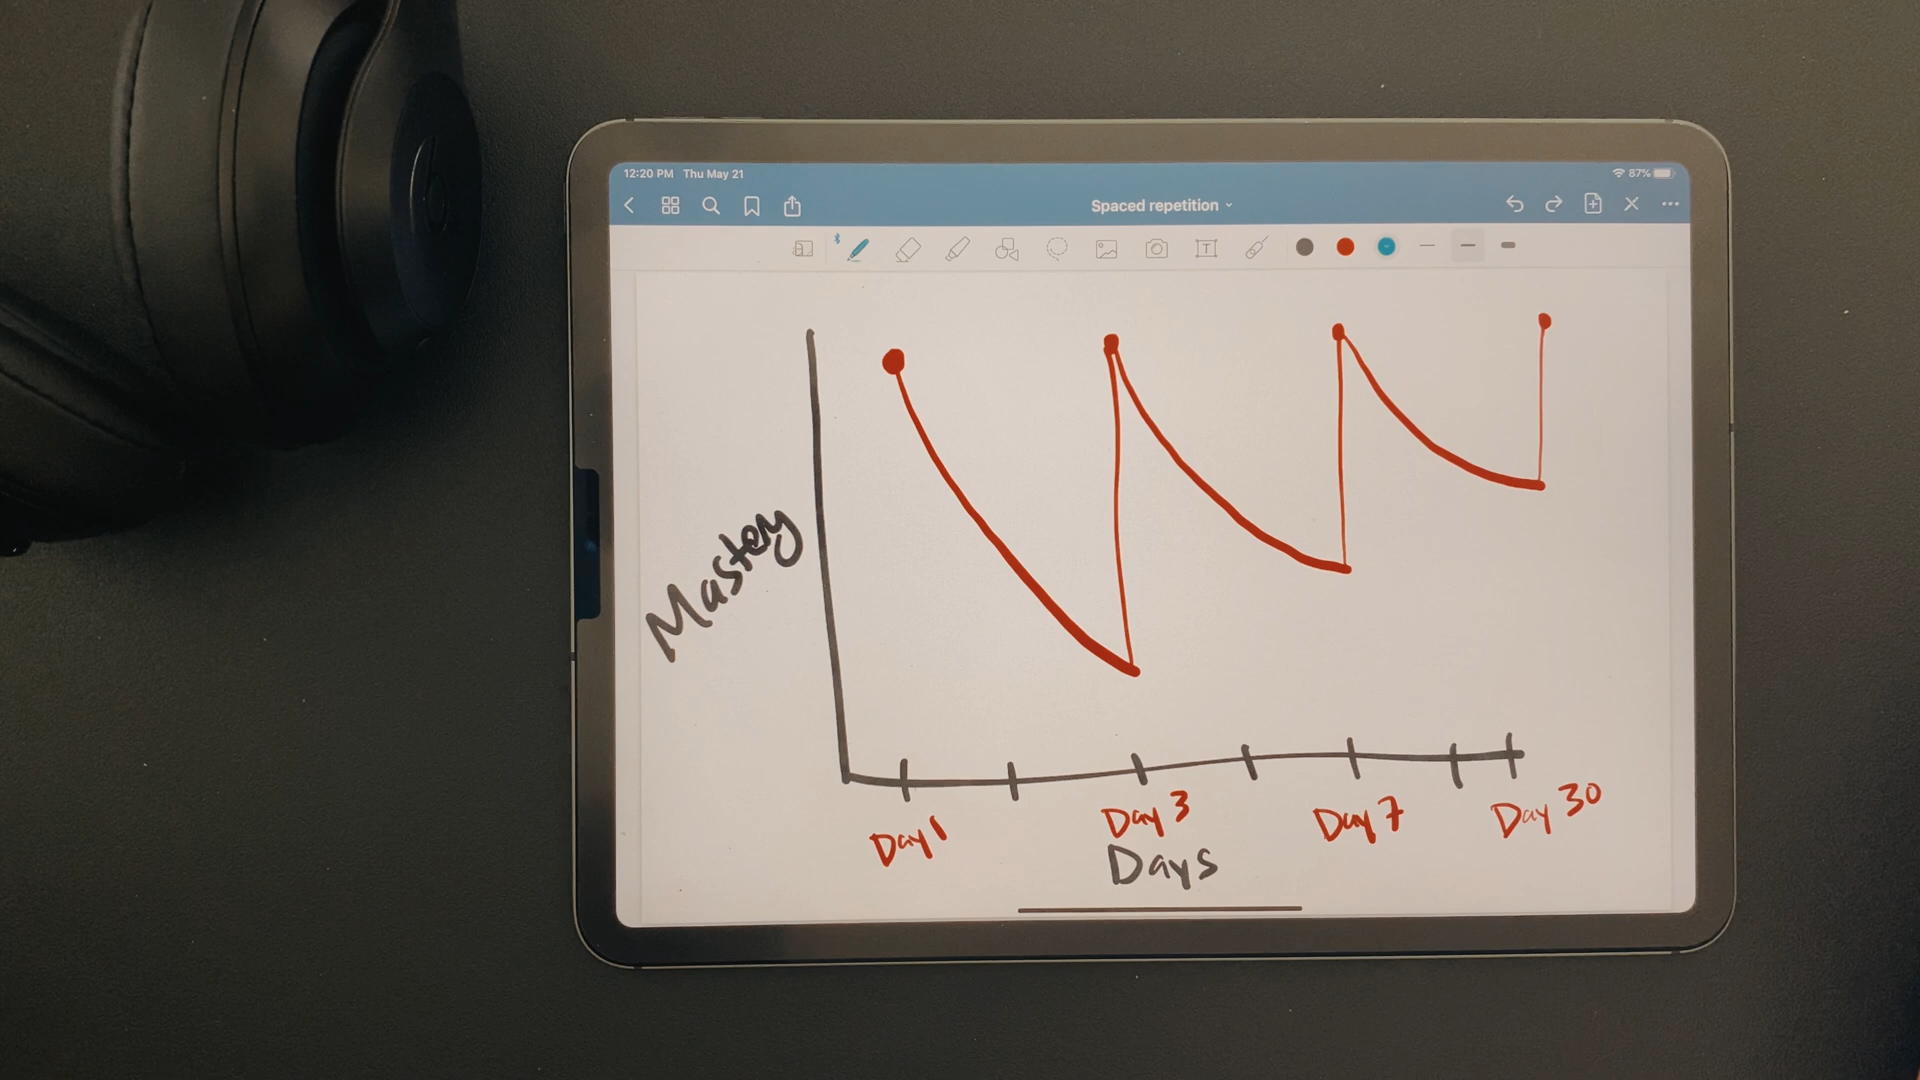 12:20 PM Thu May 21
87%
Spaced repetition
T
Mastery
Day 1
Day 3
Day 7
Day 30
Days